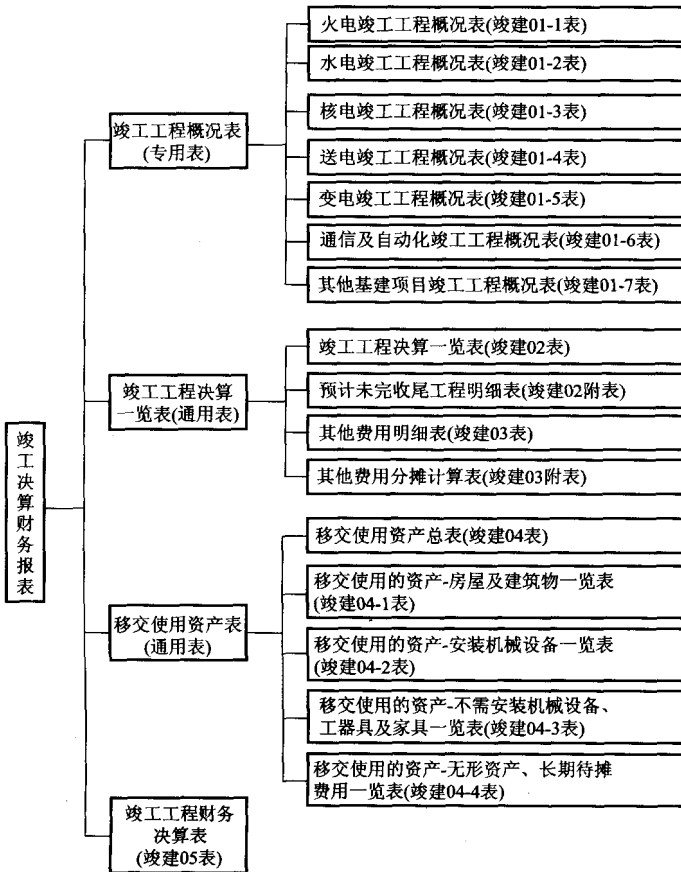 竣工决算财务报表
竣工工程概况表
(专用表)
火电竣工工程概况表(竣建01-1表)
水电竣工工程概况表(竣建01-2表)
核电竣工工程概况表(竣建01-3表)
送电竣工工程概况表(竣建01-4表)
变电竣工工程概况表(竣建01-5表)
通信及自动化竣工工程概况表(竣建01-6表)
其他基建项目竣工工程概况表(竣建01-7表)
竣工工程决算
一览表(通用表)
竣工工程决算一览表(竣建02表)
预计未完收尾工程明细表(竣建02附表)
其他费用明细表(竣建03表)
其他费用分摊计算表(竣建03附表)
移交使用资产表
(通用表)
移交使用资产总表(竣建04表)
移交使用的资产-房屋及建筑物一览表
(竣建04-1表)
移交使用的资产-安装机械设备一览表
(竣建04-2表)
移交使用的资产-不需安装机械设备、
工器具及家具一览表(竣建04-3表)
移交使用的资产-无形资产、长期待摊
费用一览表(竣建04-4表)
竣工工程财务
决算表
(竣建05表)